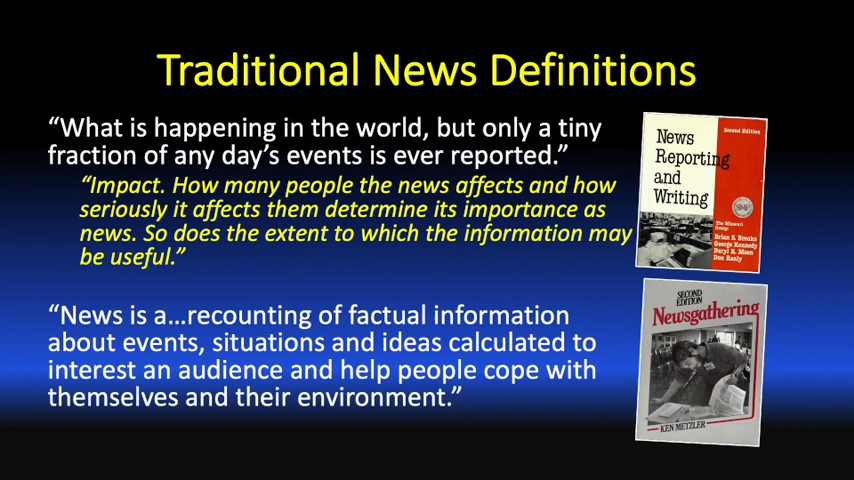 Traditional News Definitions
“What is happening in the world, but only a tiny
fraction of any day’s events is ever reported.”
“Impact. How many people the news affects and how
seriously it affects them determine its importance as
news. So does the extent to which the information may
be useful.”
“News is a…recounting of factual information
about events, situations and ideas calculated to
interest an audience and help people cope with
themselves and their environment.”
Second Edition
News
Reporting
and
Writing
SMP
The Missouri
Group:
Brian S. Brooks
George Kennedy
Daryl R. Moen
Don Ranly
SECOND
EDITION
Newsgathering
KEN METZLER